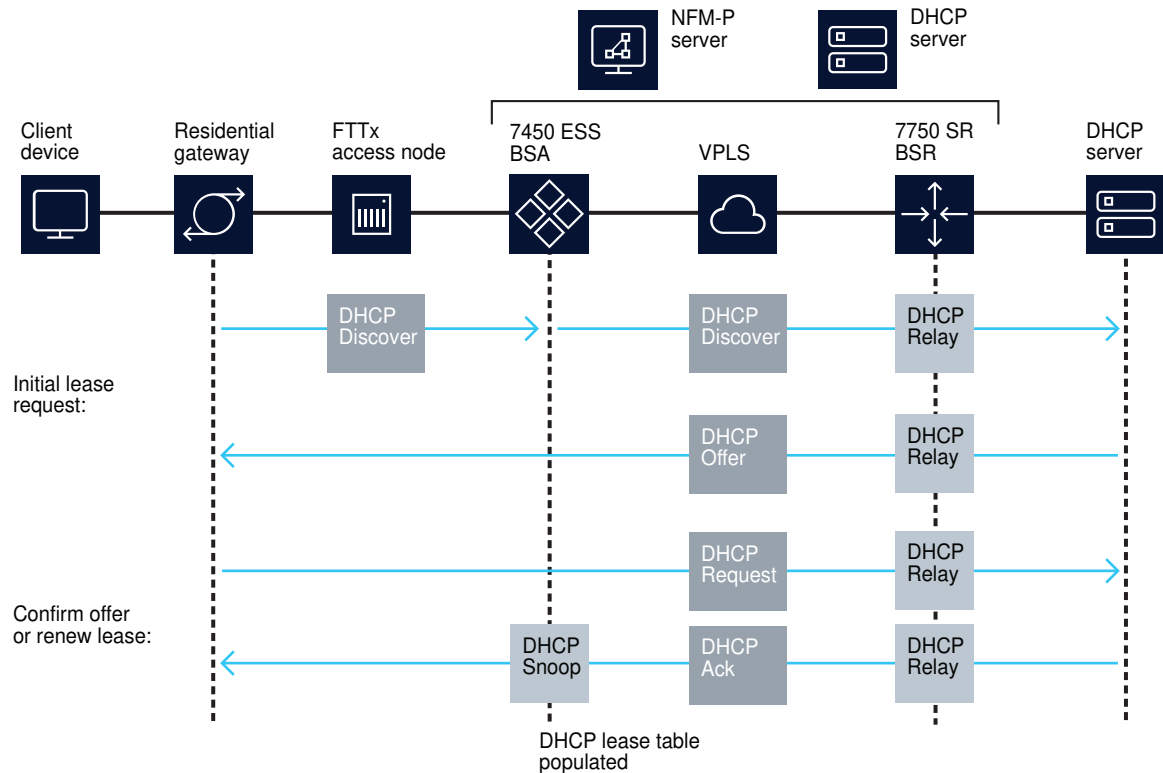 NFM-P
server
DHCP
server
Client
device
Residential
gateway
FTTx
access node
7450 ESS
BSA
VPLS
7750 SR
BSR
DHCP
server
DHCP
Discover
DHCP
Discover
DHCP
Relay
Initial lease
request:
DHCP
Offer
DHCP
Relay
DHCP
Request
DHCP
Relay
Confirm offer
or renew lease:
DHCP
Snoop
DHCP
Ack
DHCP
Relay
DHCP lease table
populated